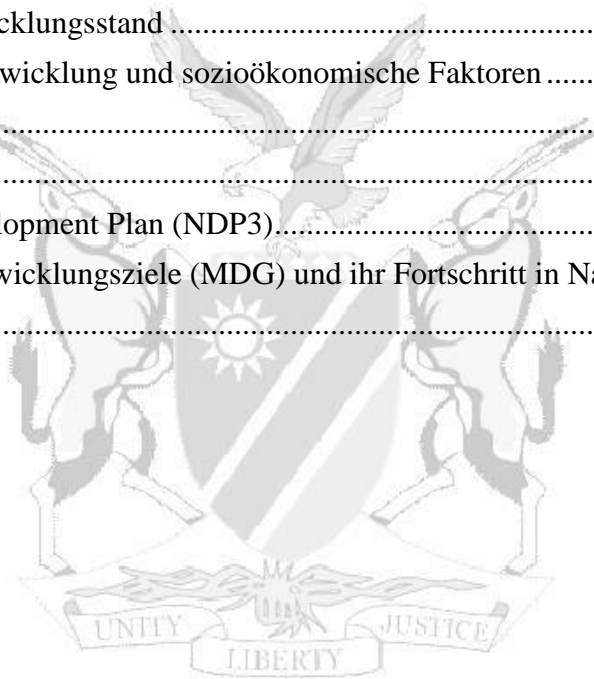 cklungsstand ..........................................................................
wicklung und sozioökonomische Faktoren ........
...........................................................................................................
...........................................................................................................
lopment Plan (NDP3).......................................................
wicklungsziele (MDG) und ihr Fortschritt in Na
...........................................................................................................
UNITY
LIBERTY
JUSTICE